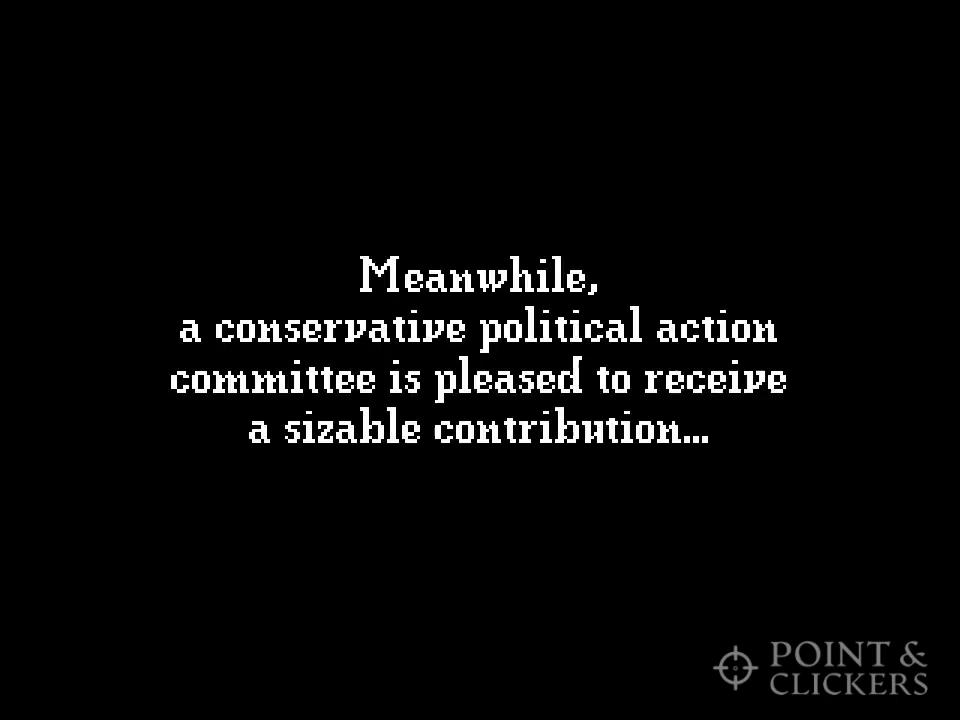 Meanwhile,
a conservative political action
committee is pleased to receive
a sizable contribution...
POINT &
CLICKERS